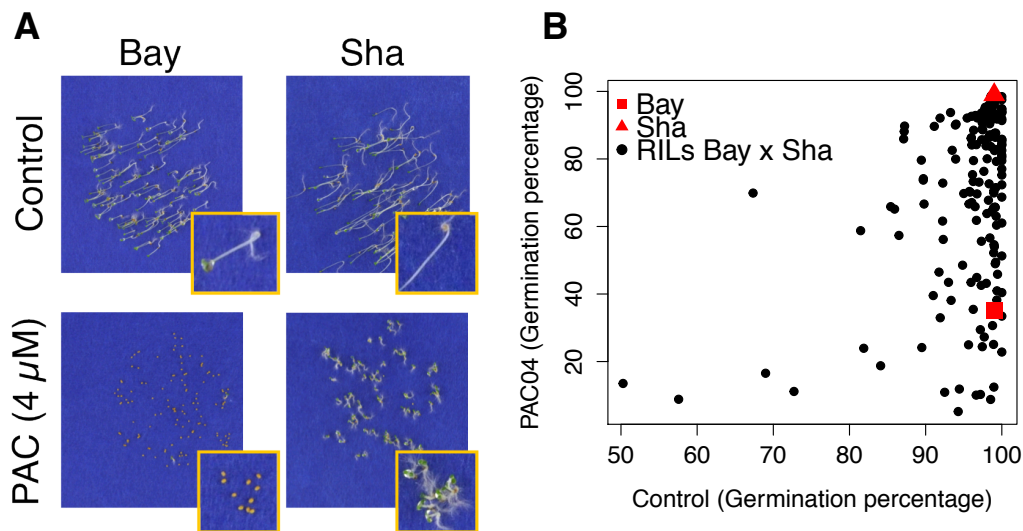 A
Bay
Sha
Control
PAC (4 µM)
B
PAC04 (Germination percentage)
100
80
60
40
20
Bay
Sha
RILs Bay x Sha
50
60
70
80
90
100
Control (Germination percentage)